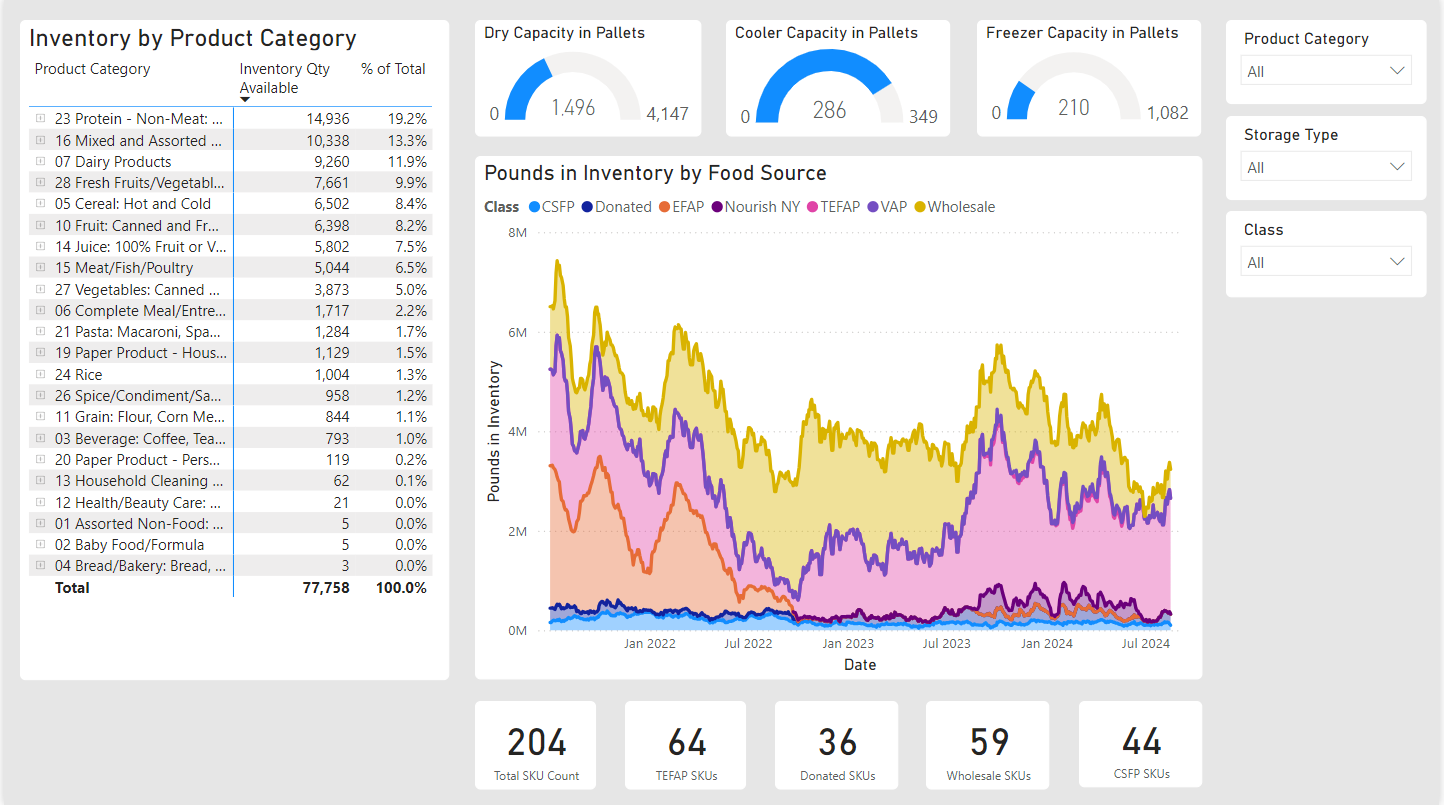 Inventory by Product Category
Product Category Inventory Qty Available % of Total
23 Protein - Non-Meat: ... 14,936 19.2%
16 Mixed and Assorted ... 10,338 13.3%
07 Dairy Products 9,260 11.9%
28 Fresh Fruits/Vegetabl... 7,661 9.9%
05 Cereal: Hot and Cold 6,502 8.4%
10 Fruit: Canned and Fr... 6,398 8.2%
14 Juice: 100% Fruit or V... 5,802 7.5%
15 Meat/Fish/Poultry 5,044 6.5%
27 Vegetables: Canned ... 3,873 5.0%
06 Complete Meal/Entre... 1,717 2.2%
21 Pasta: Macaroni, Spa... 1,284 1.7%
19 Paper Product - Hous... 1,129 1.5%
24 Rice 1,004 1.3%
26 Spice/Condiment/Sa... 958 1.2%
11 Grain: Flour, Corn Me... 844 1.1%
03 Beverage: Coffee, Tea... 793 1.0%
20 Paper Product - Pers... 119 0.2%
13 Household Cleaning ... 62 0.1%
12 Health/Beauty Care: ... 21 0.0%
01 Assorted Non-Food: ... 5 0.0%
02 Baby Food/Formula 5 0.0%
04 Bread/Bakery: Bread, ... 3 0.0%
Total 77,758 100.0%
Dry Capacity in Pallets
0 1,496 4,147
Cooler Capacity in Pallets
0 286 349
Freezer Capacity in Pallets
0 210 1,082
Pounds in Inventory by Food Source
Class CSFP Donated EFAP Nourish NY TEFAP VAP Wholesale
8M
6M
4M
2M
0M
Pounds in Inventory
Jan 2022 Jul 2022 Jan 2023 Jul 2023 Jan 2024 Jul 2024
Date
204
Total SKU Count
64
TEFAP SKUs
36
Donated SKUs
59
Wholesale SKUs
44
CSFP SKUs
Product Category
All
Storage Type
All
Class
All